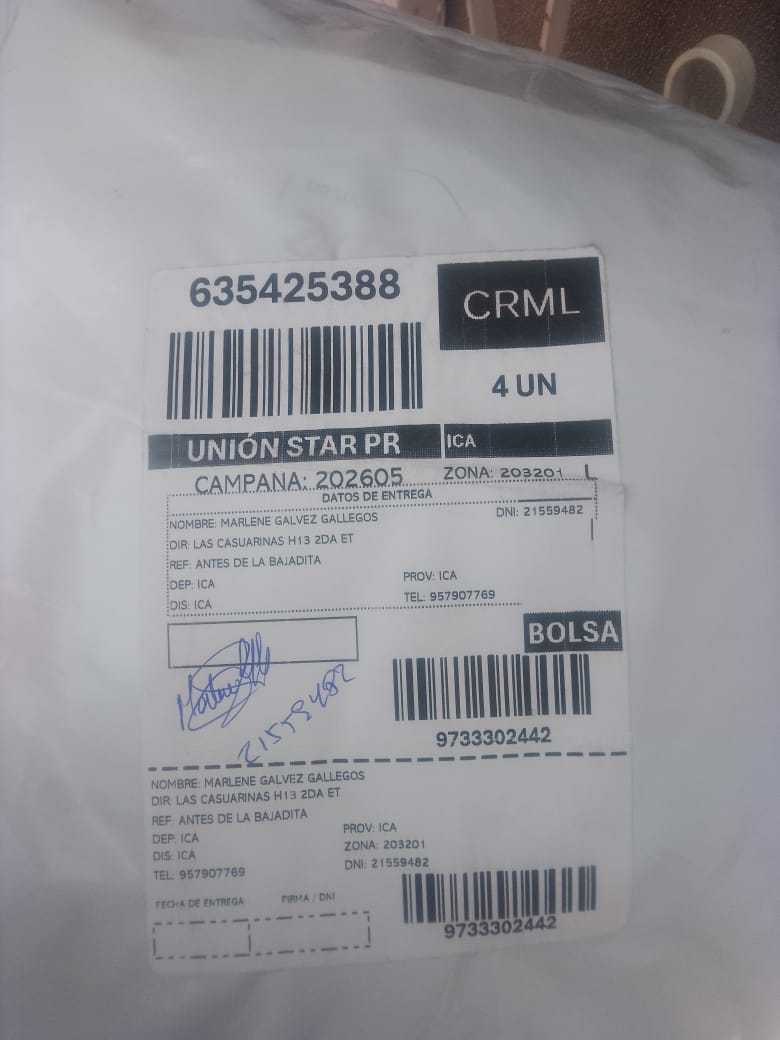 635425388
CRML
4 UN
UNIÓN STAR PR
ICA
CAMPAÑA: 202605
ZONA: 203201 L
DATOS DE ENTREGA
NOMBRE: MARLENE GALVEZ GALLEGOS
DNI: 21559482
DIR: LAS CASUARINAS H13 2DA ET
REF: ANTES DE LA BAJADITA
DEP: ICA
PROV: ICA
DIS: ICA
TEL: 957907769
BOLSA
21559482
9733302442
NOMBRE: MARLENE GALVEZ GALLEGOS
DIR: LAS CASUARINAS H13 2DA ET
REF: ANTES DE LA BAJADITA
DEP: ICA
PROV: ICA
DIS: ICA
ZONA: 203201
TEL: 957907769
DNI: 21559482
FECHA DE ENTREGA
FIRMA / DNI
9733302442